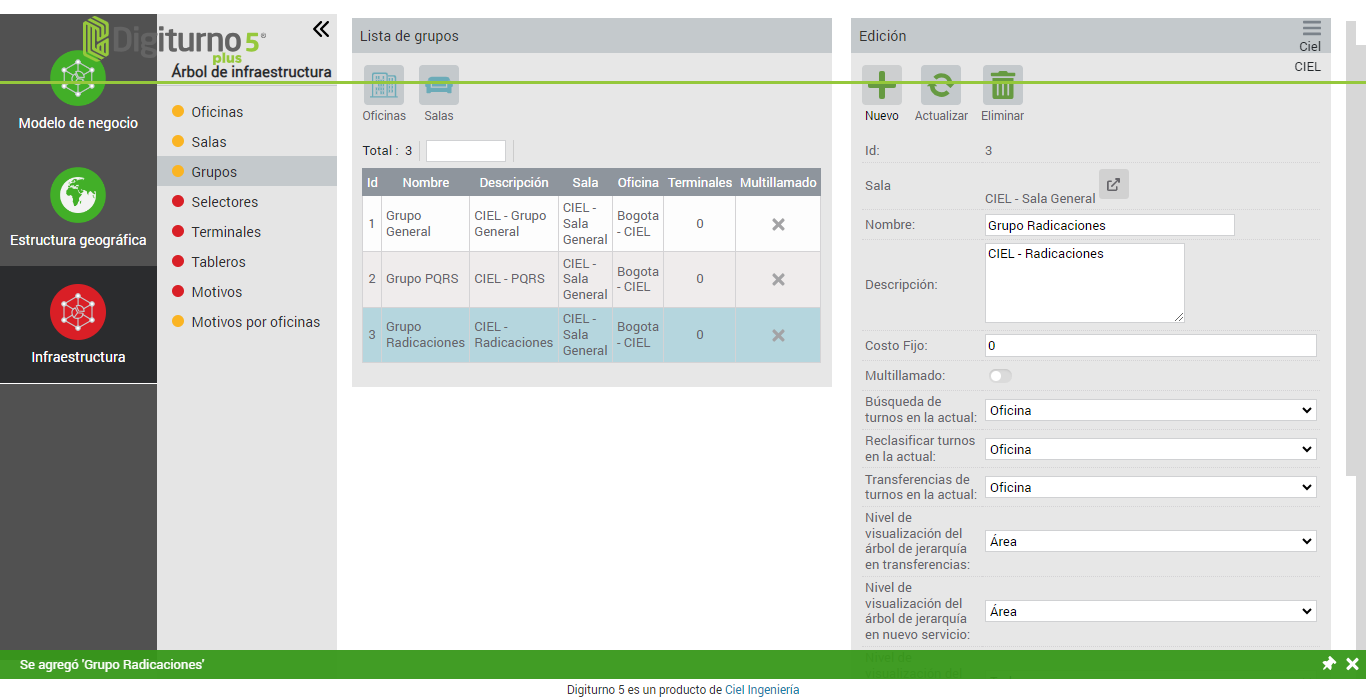 Digiturno 5®
plus
Árbol de infraestructura
Modelo de negocio
Estructura geográfica
Infraestructura
Oficinas
Salas
Grupos
Selectores
Terminales
Tableros
Motivos
Motivos por oficinas
Lista de grupos
Oficinas Salas
Total : 3
Id Nombre Descripción Sala Oficina Terminales Multillamado
1 Grupo General CIEL - Grupo General CIEL - Sala General Bogota - CIEL 0
2 Grupo PQRS CIEL - PQRS CIEL - Sala General Bogota - CIEL 0
3 Grupo Radicaciones CIEL - Radicaciones CIEL - Sala General Bogota - CIEL 0
Edición
Ciel
CIEL
Nuevo Actualizar Eliminar
Id: 3
Sala CIEL - Sala General
Nombre: Grupo Radicaciones
Descripción: CIEL - Radicaciones
Costo Fijo: 0
Multillamado:
Búsqueda de
turnos en la actual: Oficina
Reclasificar turnos
en la actual: Oficina
Transferencias de
turnos en la actual: Oficina
Nivel de
visualización del
árbol de jerarquía
en transferencias: Área
Nivel de
visualización del
árbol de jerarquía
en nuevo servicio: Área
Se agregó 'Grupo Radicaciones'
Digiturno 5 es un producto de Ciel Ingeniería